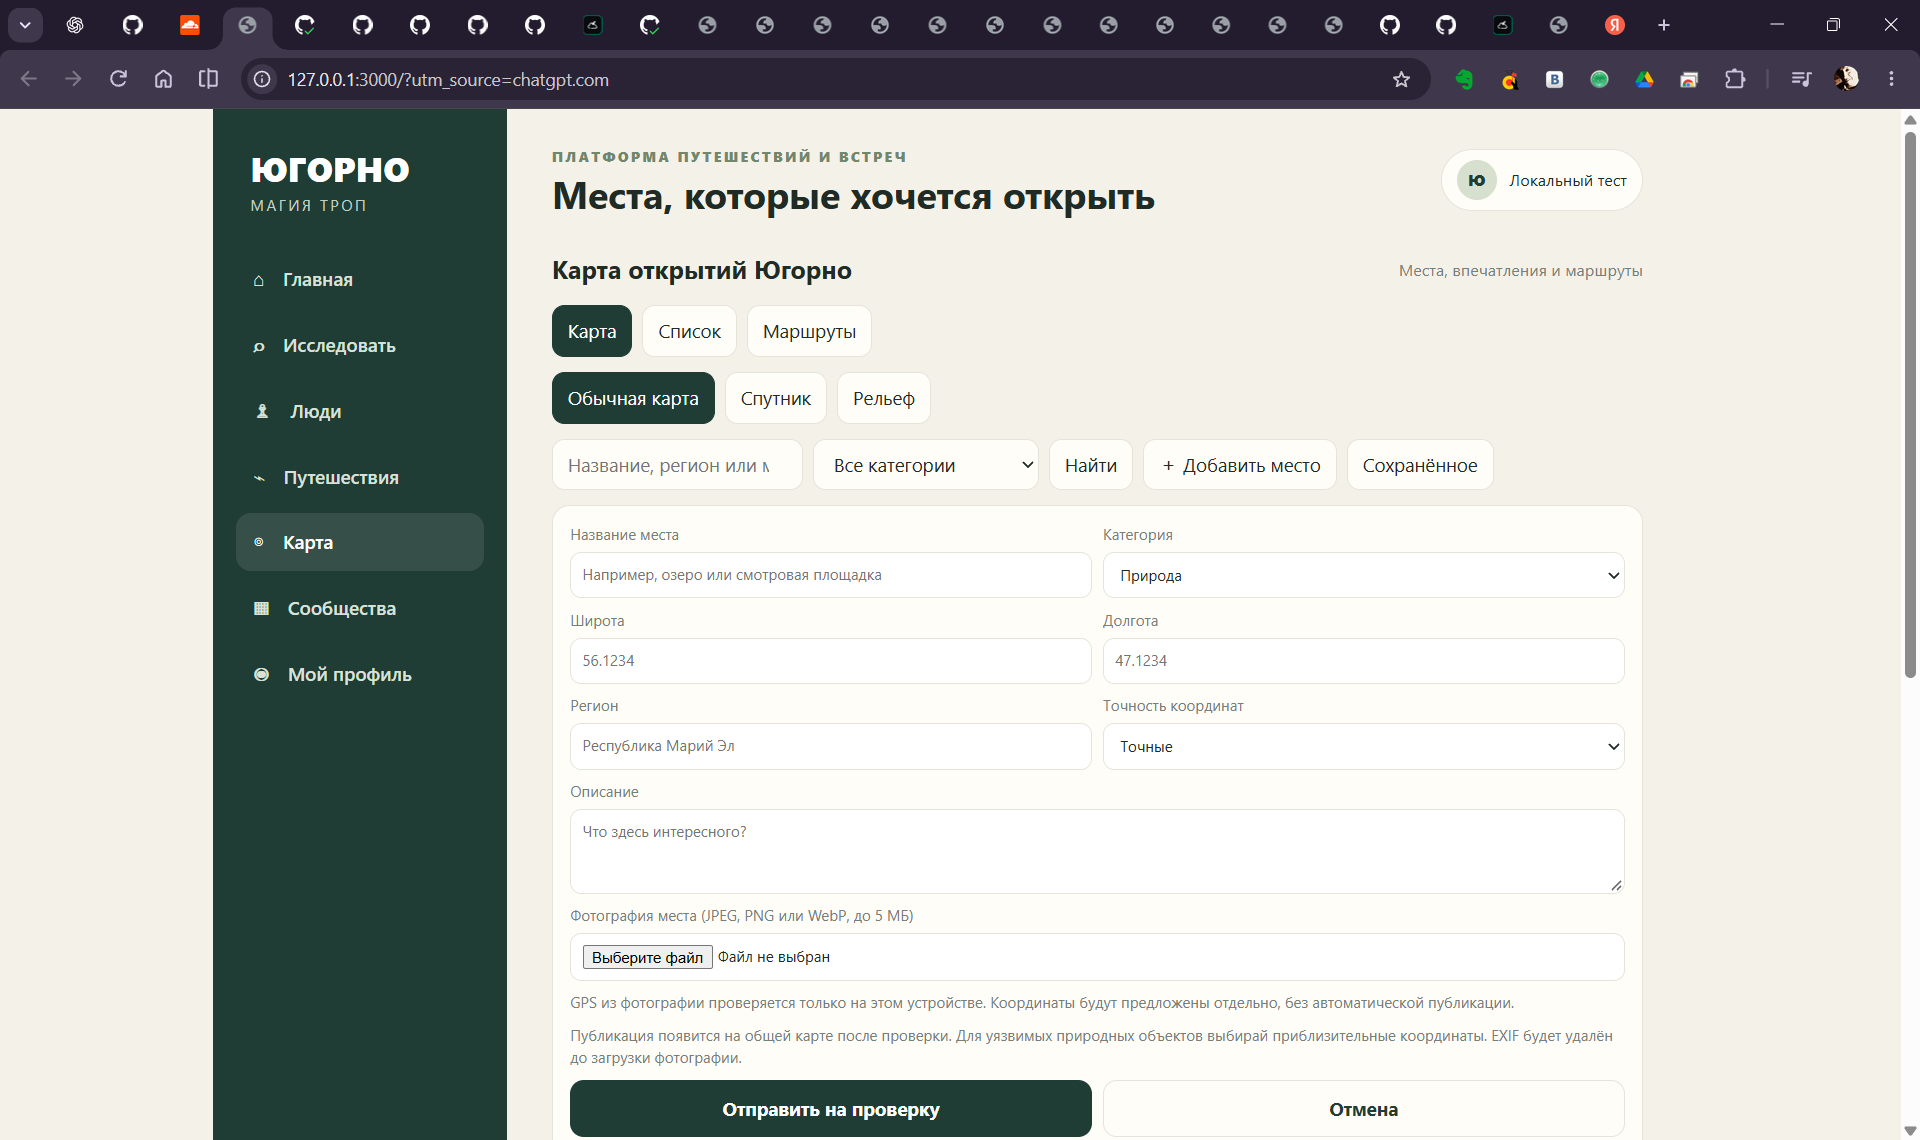 127.0.0.1:3000/?utm_source=chatgpt.com
ЮГОРНО
МАГИЯ ТРОП
Главная
Исследовать
Люди
Путешествия
Карта
Сообщества
Мой профиль
ПЛАТФОРМА ПУТЕШЕСТВИЙ И ВСТРЕЧ
Места, которые хочется открыть
Ю Локальный тест
Карта открытий Югорно
Места, впечатления и маршруты
Карта Список Маршруты
Обычная карта Спутник Рельеф
Название, регион или Все категории Найти + Добавить место Сохранённое
Название места Категория
Например, озеро или смотровая площадка Природа
Широта Долгота
56.1234 47.1234
Регион Точность координат
Республика Марий Эл Точные
Описание
Что здесь интересного?
Фотография места (JPEG, PNG или WebP, до 5 МБ)
Выберите файл Файл не выбран
GPS из фотографии проверяется только на этом устройстве. Координаты будут предложены отдельно, без автоматической публикации.
Публикация появится на общей карте после проверки. Для уязвимых природных объектов выбирай приблизительные координаты. EXIF будет удалён
до загрузки фотографии.
Отправить на проверку Отмена